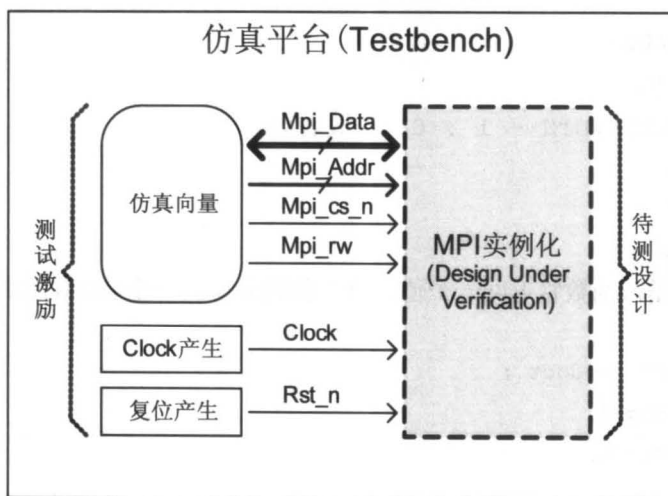 仿真平台(Testbench)
测试激励
仿真向量
Mpi_Data
Mpi_Addr
Mpi_cs_n
Mpi_rw
Clock产生
Clock
复位产生
Rst_n
MPI实例化
(Design Under
Verification)
待测设计